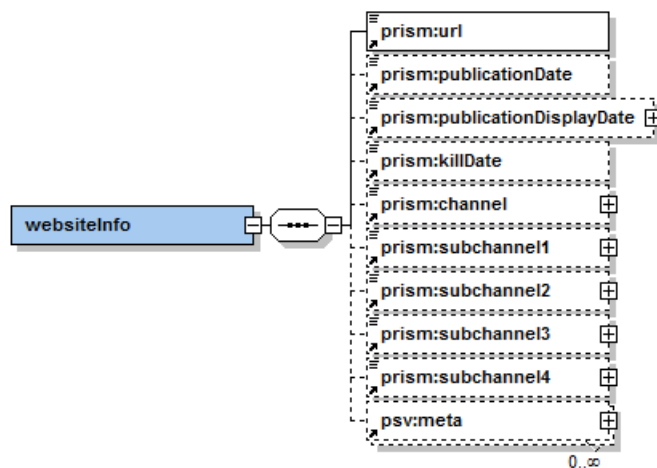 prism:url
prism:publicationDate
prism:publicationDisplayDate
prism:killDate
websiteInfo
prism:channel
prism:subchannel1
prism:subchannel2
prism:subchannel3
prism:subchannel4
psv:meta
0..∞